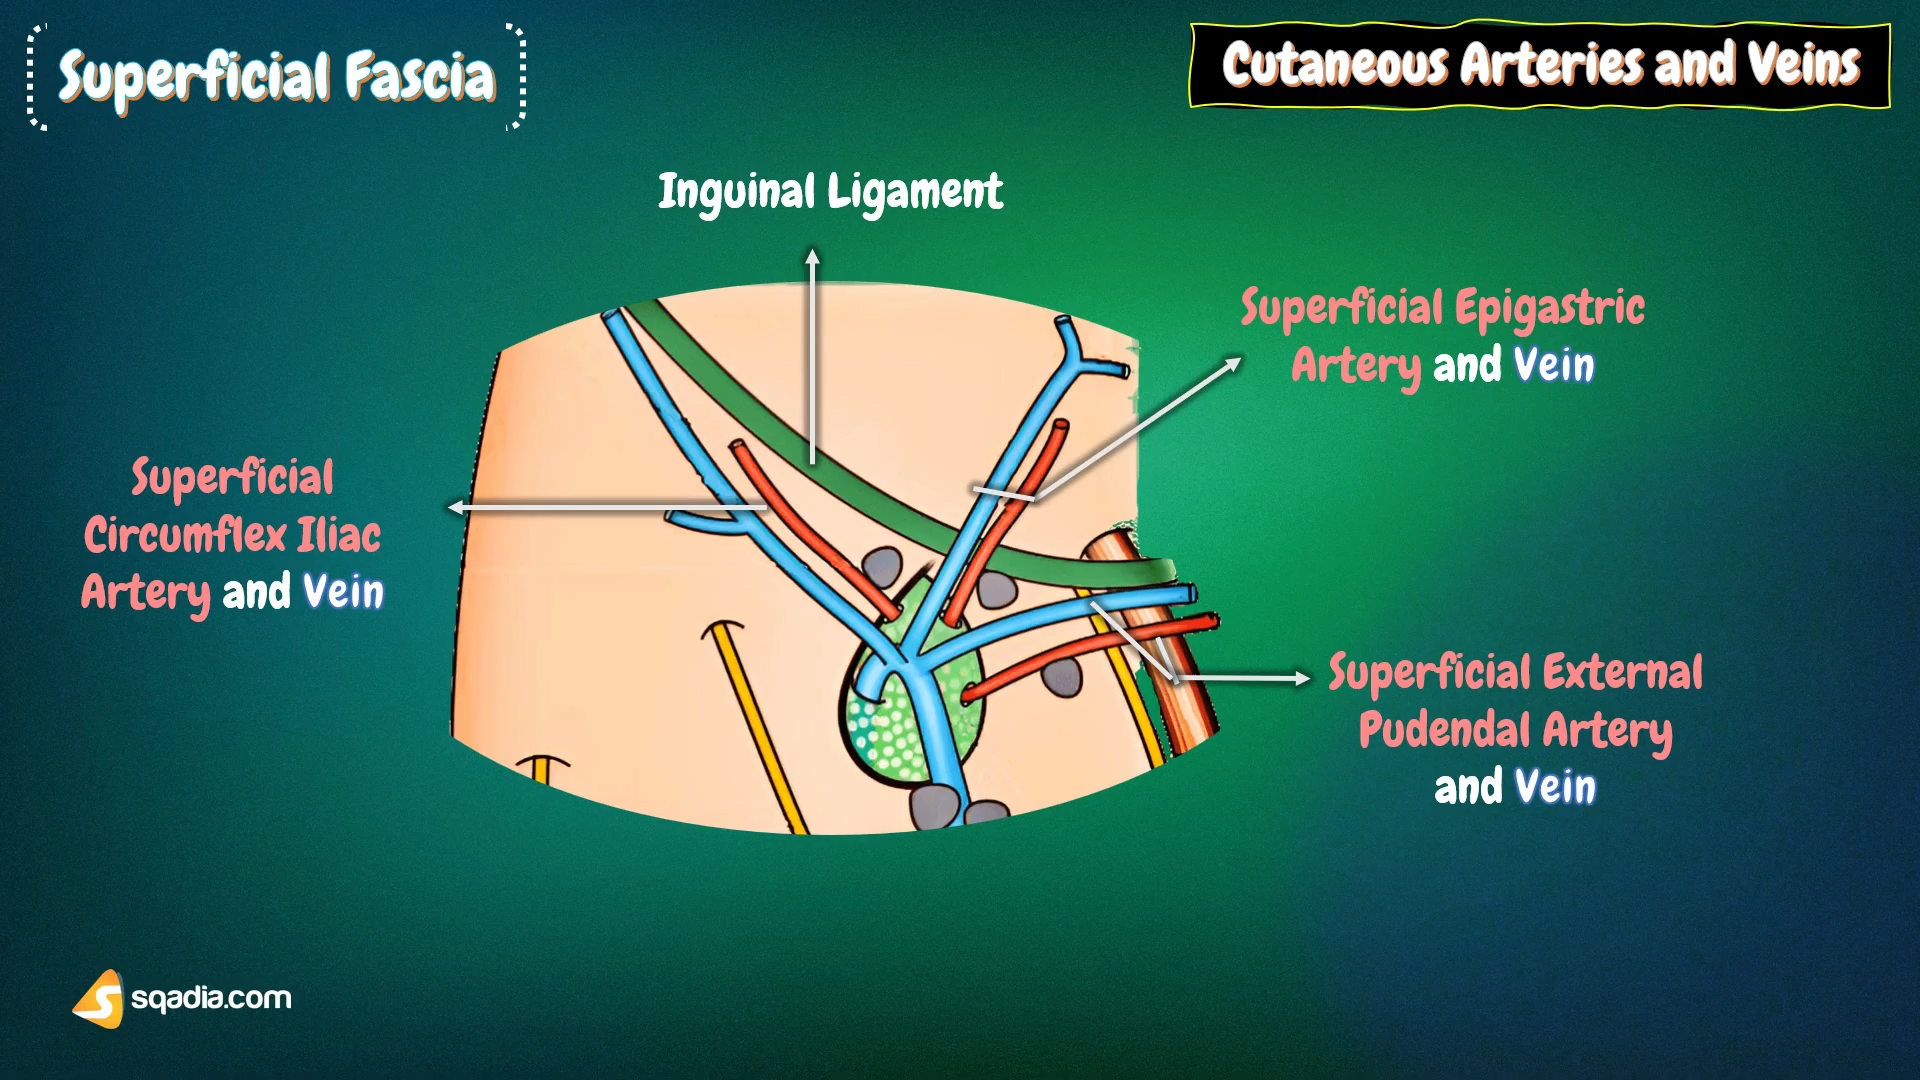 Superficial Fascia
Cutaneous Arteries and Veins
Inguinal Ligament
Superficial Epigastric
Artery and Vein
Superficial
Circumflex Iliac
Artery and Vein
Superficial External
Pudendal Artery
and Vein
sqadia.com